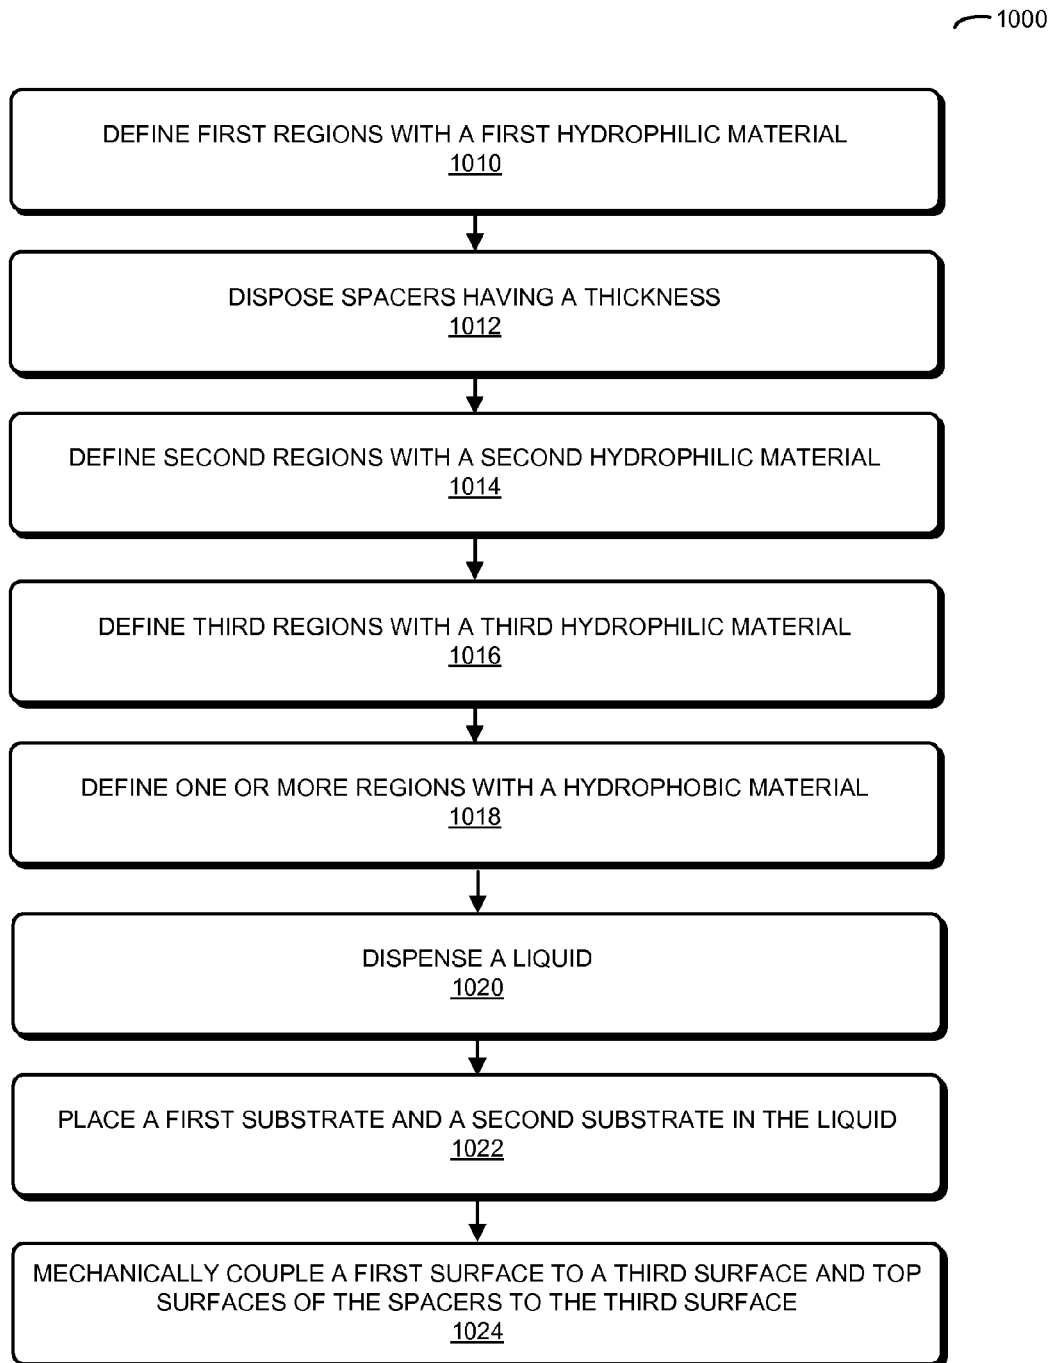 1000
DEFINE FIRST REGIONS WITH A FIRST HYDROPHILIC MATERIAL
1010
DISPOSE SPACERS HAVING A THICKNESS
1012
DEFINE SECOND REGIONS WITH A SECOND HYDROPHILIC MATERIAL
1014
DEFINE THIRD REGIONS WITH A THIRD HYDROPHILIC MATERIAL
1016
DEFINE ONE OR MORE REGIONS WITH A HYDROPHOBIC MATERIAL
1018
DISPENSE A LIQUID
1020
PLACE A FIRST SUBSTRATE AND A SECOND SUBSTRATE IN THE LIQUID
1022
MECHANICALLY COUPLE A FIRST SURFACE TO A THIRD SURFACE AND TOP
SURFACES OF THE SPACERS TO THE THIRD SURFACE
1024